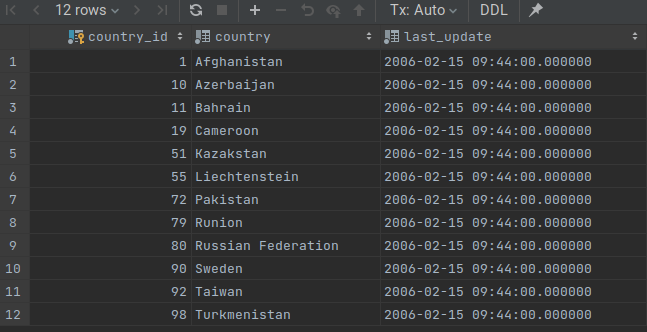 12 rows Tx: Auto DDL
country_id country last_update
1 1 Afghanistan 2006-02-15 09:44:00.000000
2 10 Azerbaijan 2006-02-15 09:44:00.000000
3 11 Bahrain 2006-02-15 09:44:00.000000
4 19 Cameroon 2006-02-15 09:44:00.000000
5 51 Kazakstan 2006-02-15 09:44:00.000000
6 55 Liechtenstein 2006-02-15 09:44:00.000000
7 72 Pakistan 2006-02-15 09:44:00.000000
8 79 Runion 2006-02-15 09:44:00.000000
9 80 Russian Federation 2006-02-15 09:44:00.000000
10 90 Sweden 2006-02-15 09:44:00.000000
11 92 Taiwan 2006-02-15 09:44:00.000000
12 98 Turkmenistan 2006-02-15 09:44:00.000000